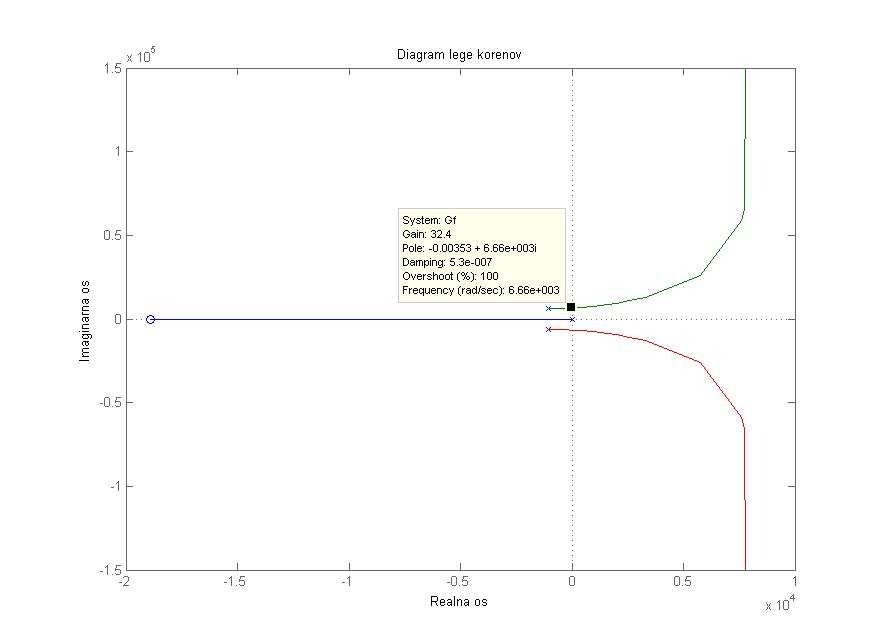 Diagram lege korenov
x 10^5
1.5
1
0.5
0
-0.5
-1
-1.5
Imaginarna os
System: Gf
Gain: 32.4
Pole: -0.00353 + 6.66e+003i
Damping: 5.3e-007
Overshoot (%): 100
Frequency (rad/sec): 6.66e+003
-2 -1.5 -1 -0.5 0 0.5 1
Realna os
x 10^4